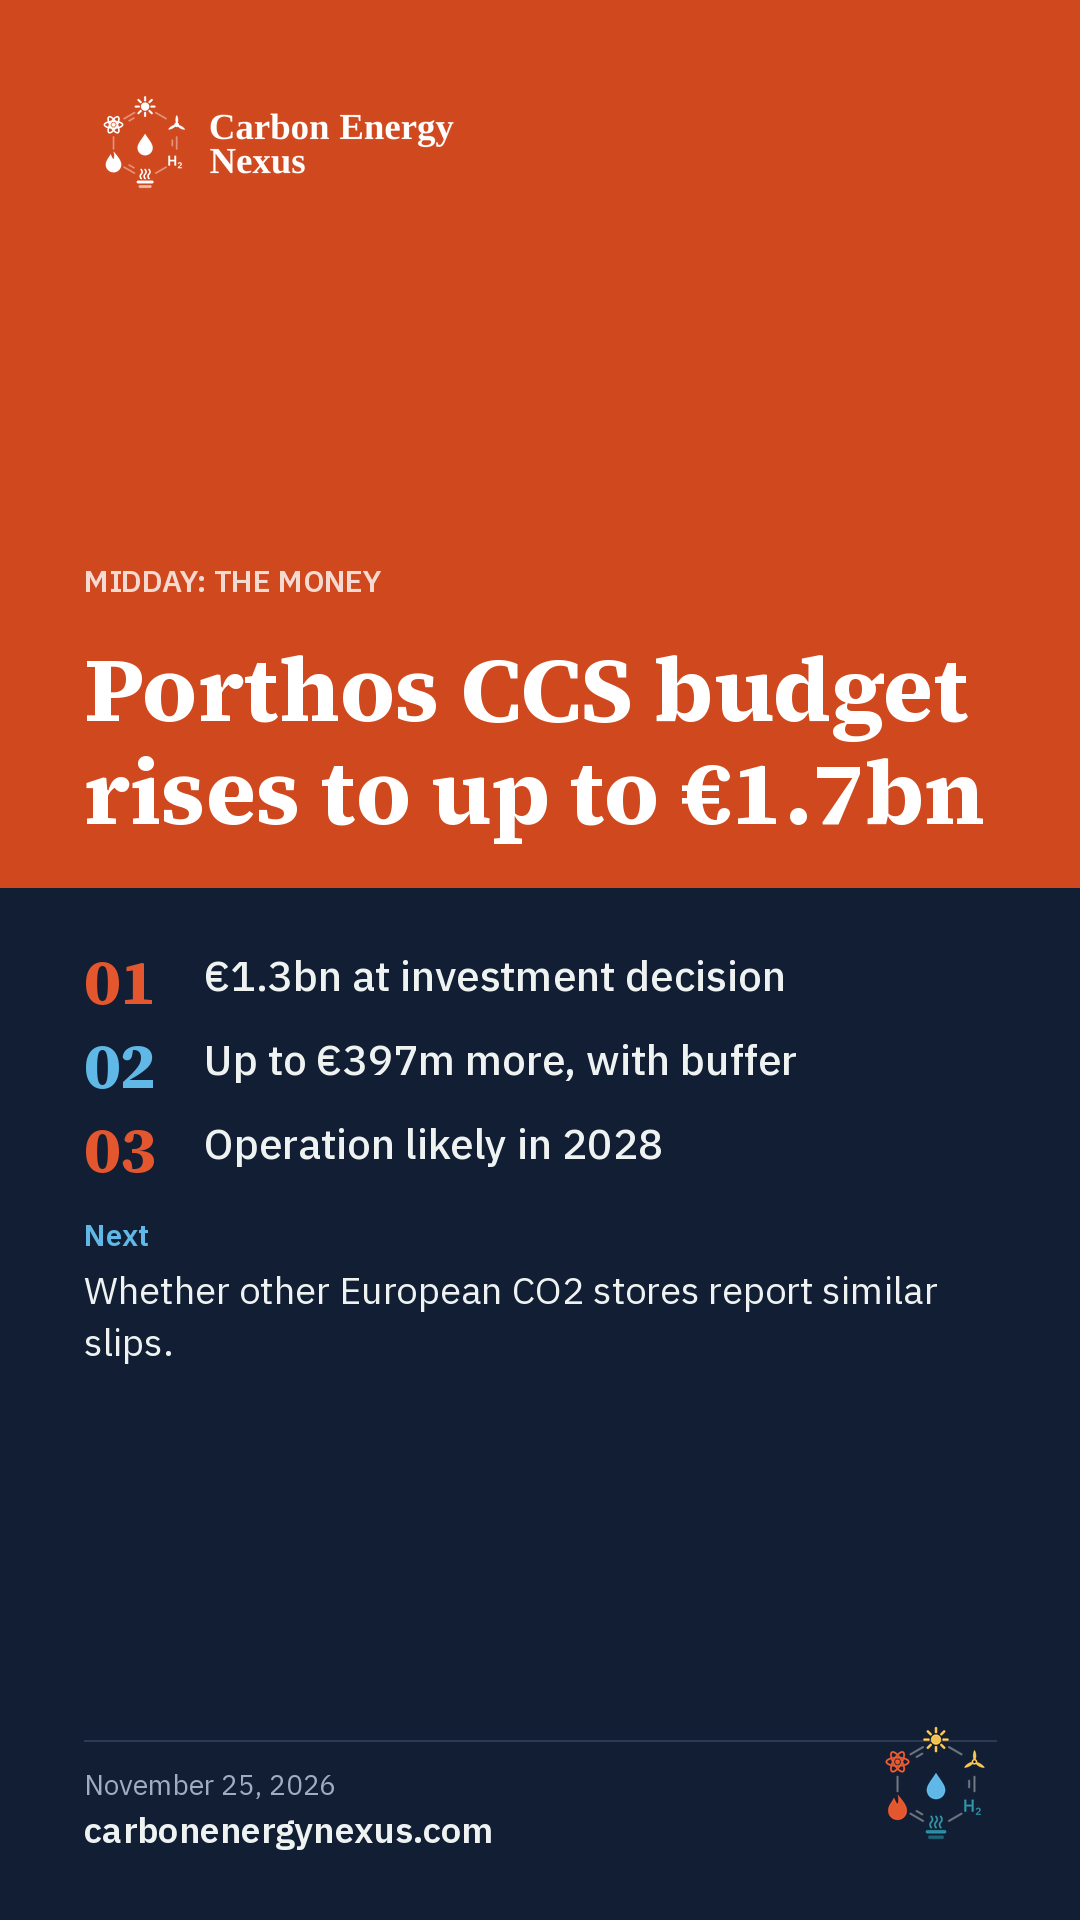 Carbon Energy
Nexus
H₂
MIDDAY: THE MONEY
Porthos CCS budget
rises to up to €1.7bn
01 €1.3bn at investment decision
02 Up to €397m more, with buffer
03 Operation likely in 2028
Next
Whether other European CO2 stores report similar
slips.
November 25, 2026
carbonenergynexus.com
H₂